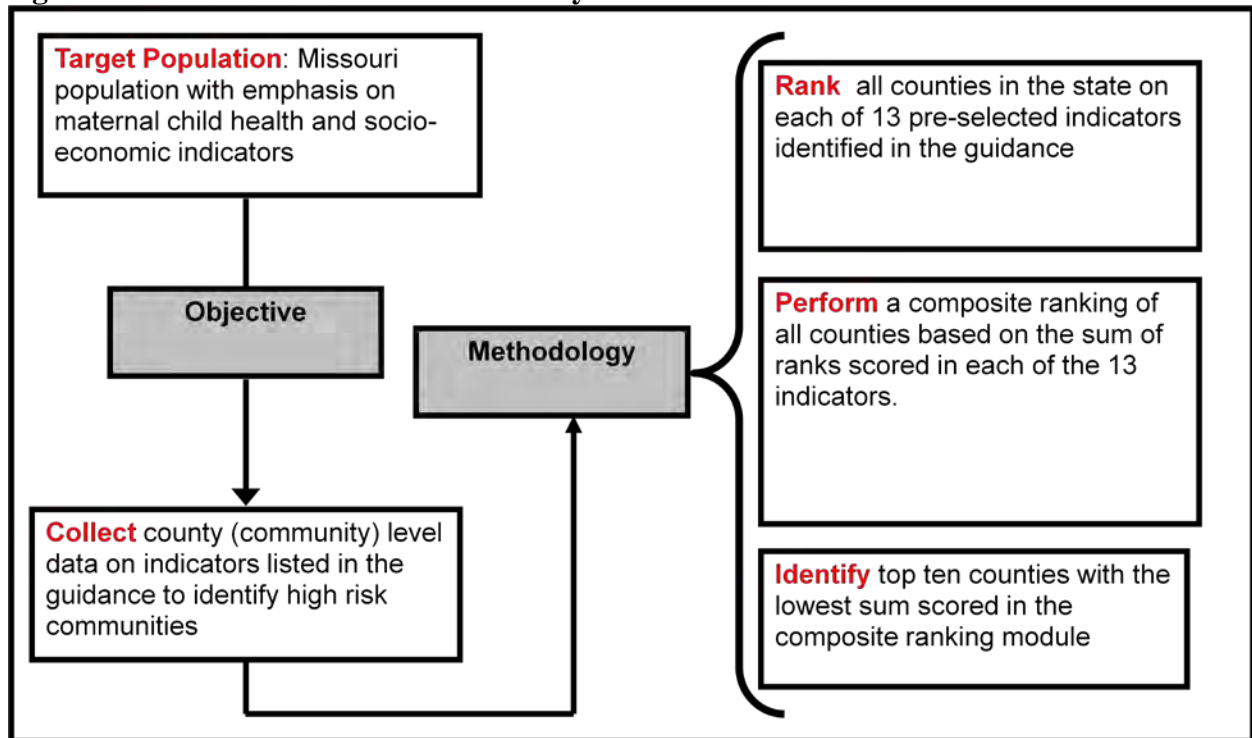 Target Population: Missouri
population with emphasis on
maternal child health and socio-
economic indicators
Objective
Collect county (community) level
data on indicators listed in the
guidance to identify high risk
communities
Methodology
Rank all counties in the state on
each of 13 pre-selected indicators
identified in the guidance
Perform a composite ranking of
all counties based on the sum of
ranks scored in each of the 13
indicators.
Identify top ten counties with the
lowest sum scored in the
composite ranking module